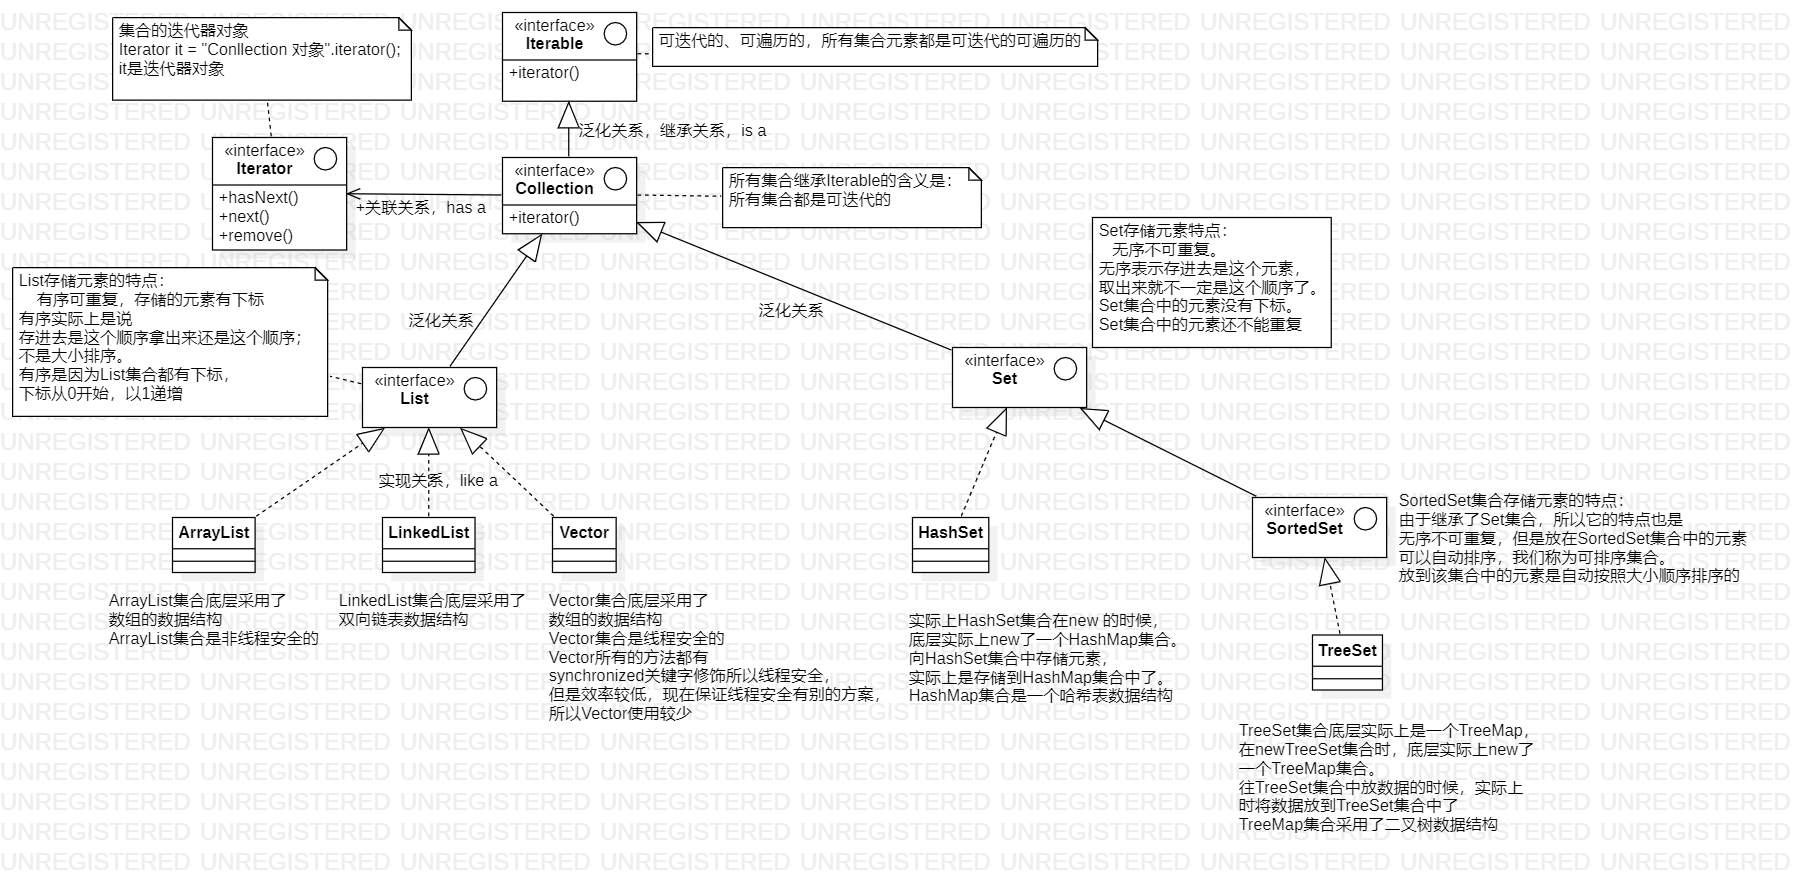 集合的迭代器对象
Iterator it = "Conllection 对象".iterator();
it是迭代器对象
«interface»
Iterable
+iterator()
可迭代的、可遍历的，所有集合元素都是可迭代的可遍历的
泛化关系，继承关系，is a
«interface»
Iterator
+hasNext()
+next()
+remove()
+关联关系，has a
«interface»
Collection
+iterator()
所有集合继承Iterable的含义是：
所有集合都是可迭代的
List存储元素的特点：
有序可重复，存储的元素有下标
有序实际上是说
存进去是这个顺序拿出来还是这个顺序；
不是大小排序。
有序是因为List集合都有下标，
下标从0开始，以1递增
泛化关系
泛化关系
Set存储元素特点：
无序不可重复。
无序表示存进去是这个元素，
取出来就不一定是这个顺序了。
Set集合中的元素没有下标。
Set集合中的元素还不能重复
«interface»
List
«interface»
Set
实现关系，like a
ArrayList
LinkedList
Vector
HashSet
«interface»
SortedSet
SortedSet集合存储元素的特点：
由于继承了Set集合，所以它的特点也是
无序不可重复，但是放在SortedSet集合中的元素
可以自动排序，我们称为可排序集合。
放到该集合中的元素是自动按照大小顺序排序的
ArrayList集合底层采用了
数组的数据结构
ArrayList集合是非线程安全的
LinkedList集合底层采用了
双向链表数据结构
Vector集合底层采用了
数组的数据结构
Vector集合是线程安全的
Vector所有的方法都有
synchronized关键字修饰所以线程安全，
但是效率较低，现在保证线程安全有别的方案，
所以Vector使用较少
实际上HashSet集合在new 的时候，
底层实际上new了一个HashMap集合。
向HashSet集合中存储元素，
实际上是存储到HashMap集合中了。
HashMap集合是一个哈希表数据结构
TreeSet
TreeSet集合底层实际上是一个TreeMap，
在newTreeSet集合时，底层实际上new了
一个TreeMap集合。
往TreeSet集合中放数据的时候，实际上
时将数据放到TreeSet集合中了
TreeMap集合采用了二叉树数据结构
UNREGISTERED